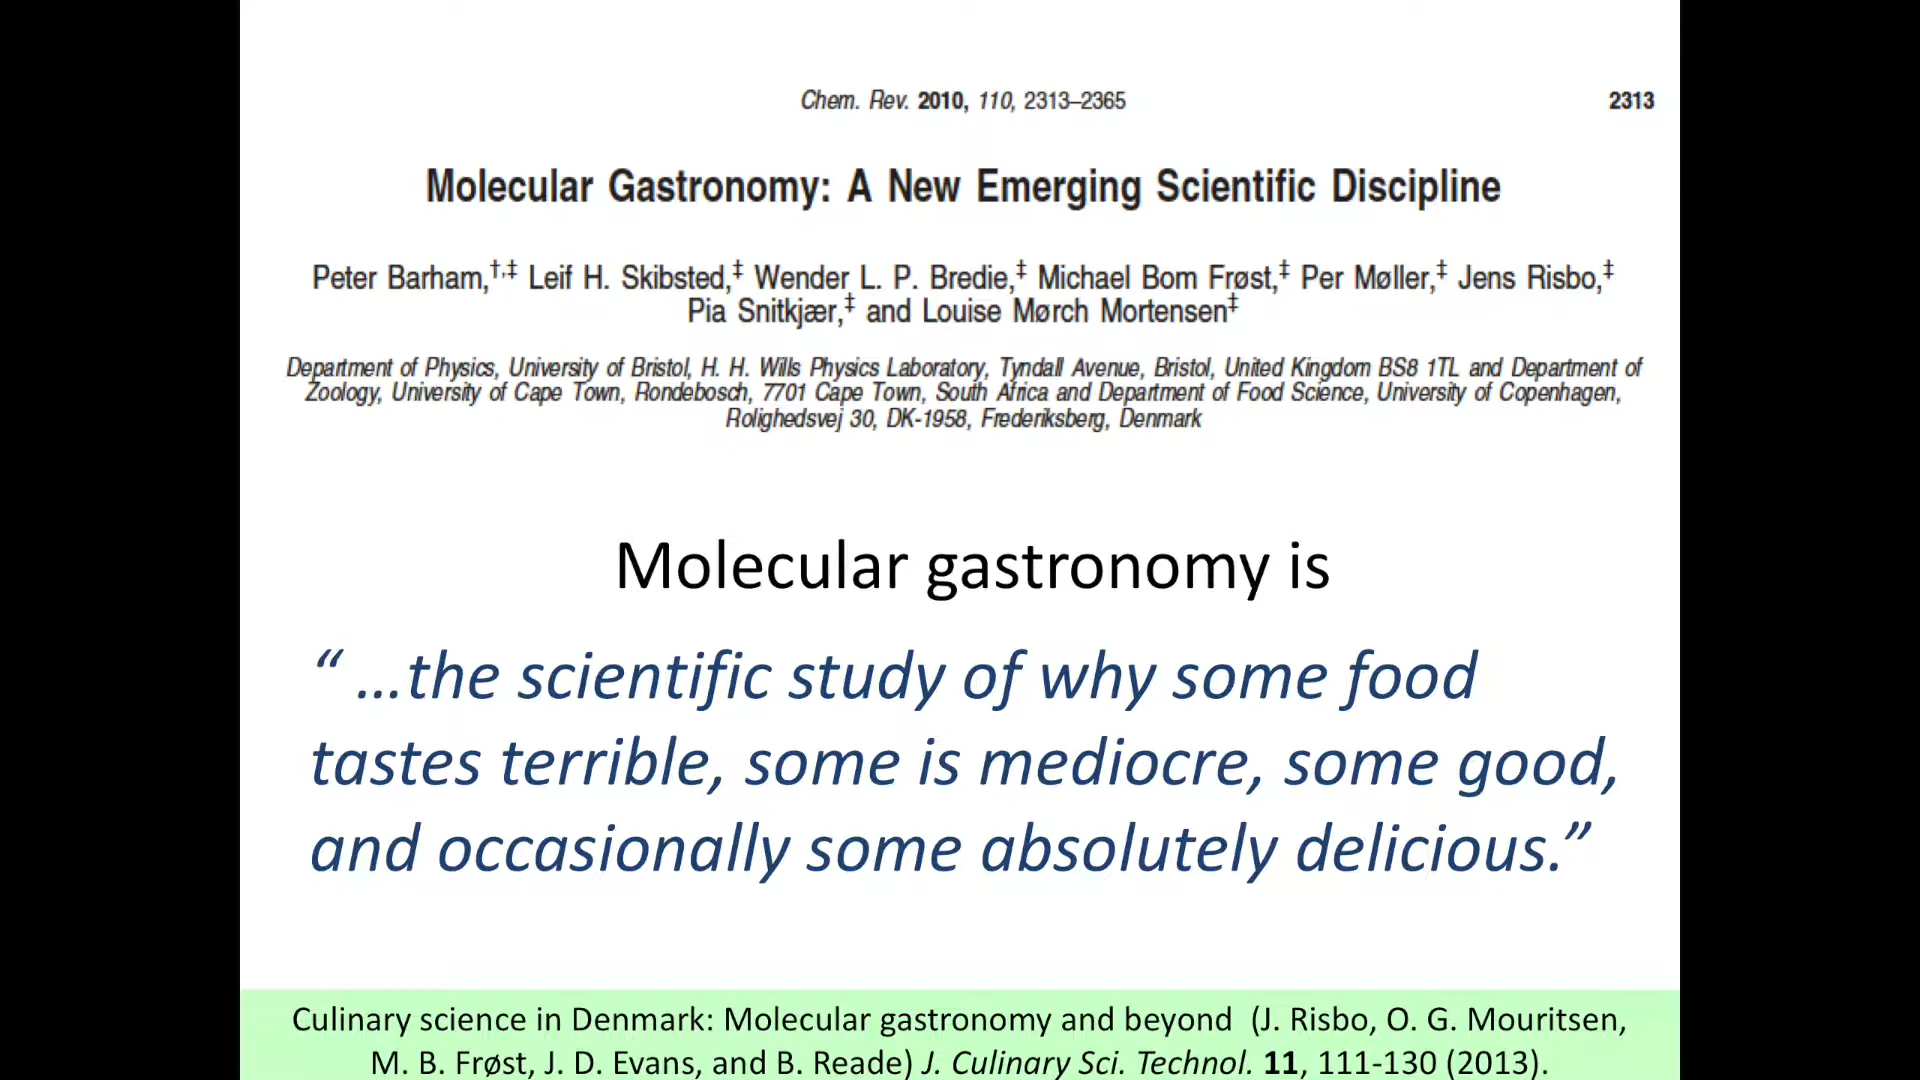 Chem. Rev. 2010, 110, 2313–2365 2313
Molecular Gastronomy: A New Emerging Scientific Discipline
Peter Barham,†,‡ Leif H. Skibsted,‡ Wender L. P. Bredie,‡ Michael Bom Frøst,‡ Per Møller,‡ Jens Risbo,‡
Pia Snitkjær,‡ and Louise Mørch Mortensen‡
Department of Physics, University of Bristol, H. H. Wills Physics Laboratory, Tyndall Avenue, Bristol, United Kingdom BS8 1TL and Department of
Zoology, University of Cape Town, Rondebosch, 7701 Cape Town, South Africa and Department of Food Science, University of Copenhagen,
Rolighedsvej 30, DK-1958, Frederiksberg, Denmark
Molecular gastronomy is
“ ...the scientific study of why some food
tastes terrible, some is mediocre, some good,
and occasionally some absolutely delicious.”
Culinary science in Denmark: Molecular gastronomy and beyond (J. Risbo, O. G. Mouritsen,
M. B. Frøst, J. D. Evans, and B. Reade) J. Culinary Sci. Technol. 11, 111-130 (2013).